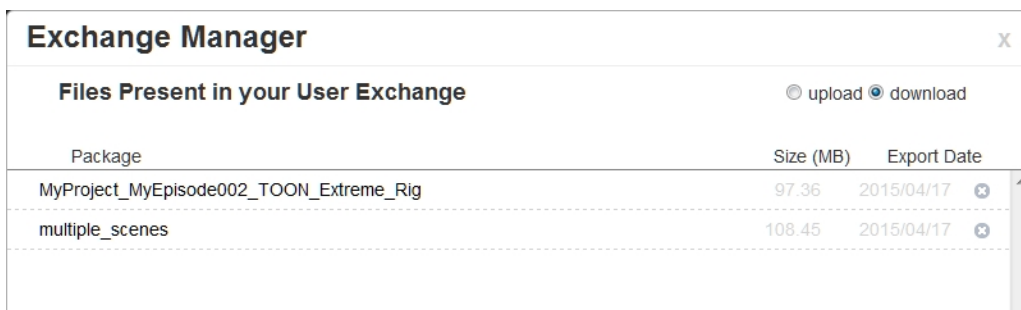 Exchange Manager x
Files Present in your User Exchange upload download
Package Size (MB) Export Date
MyProject_MyEpisode002_TOON_Extreme_Rig 97.36 2015/04/17
multiple_scenes 108.45 2015/04/17